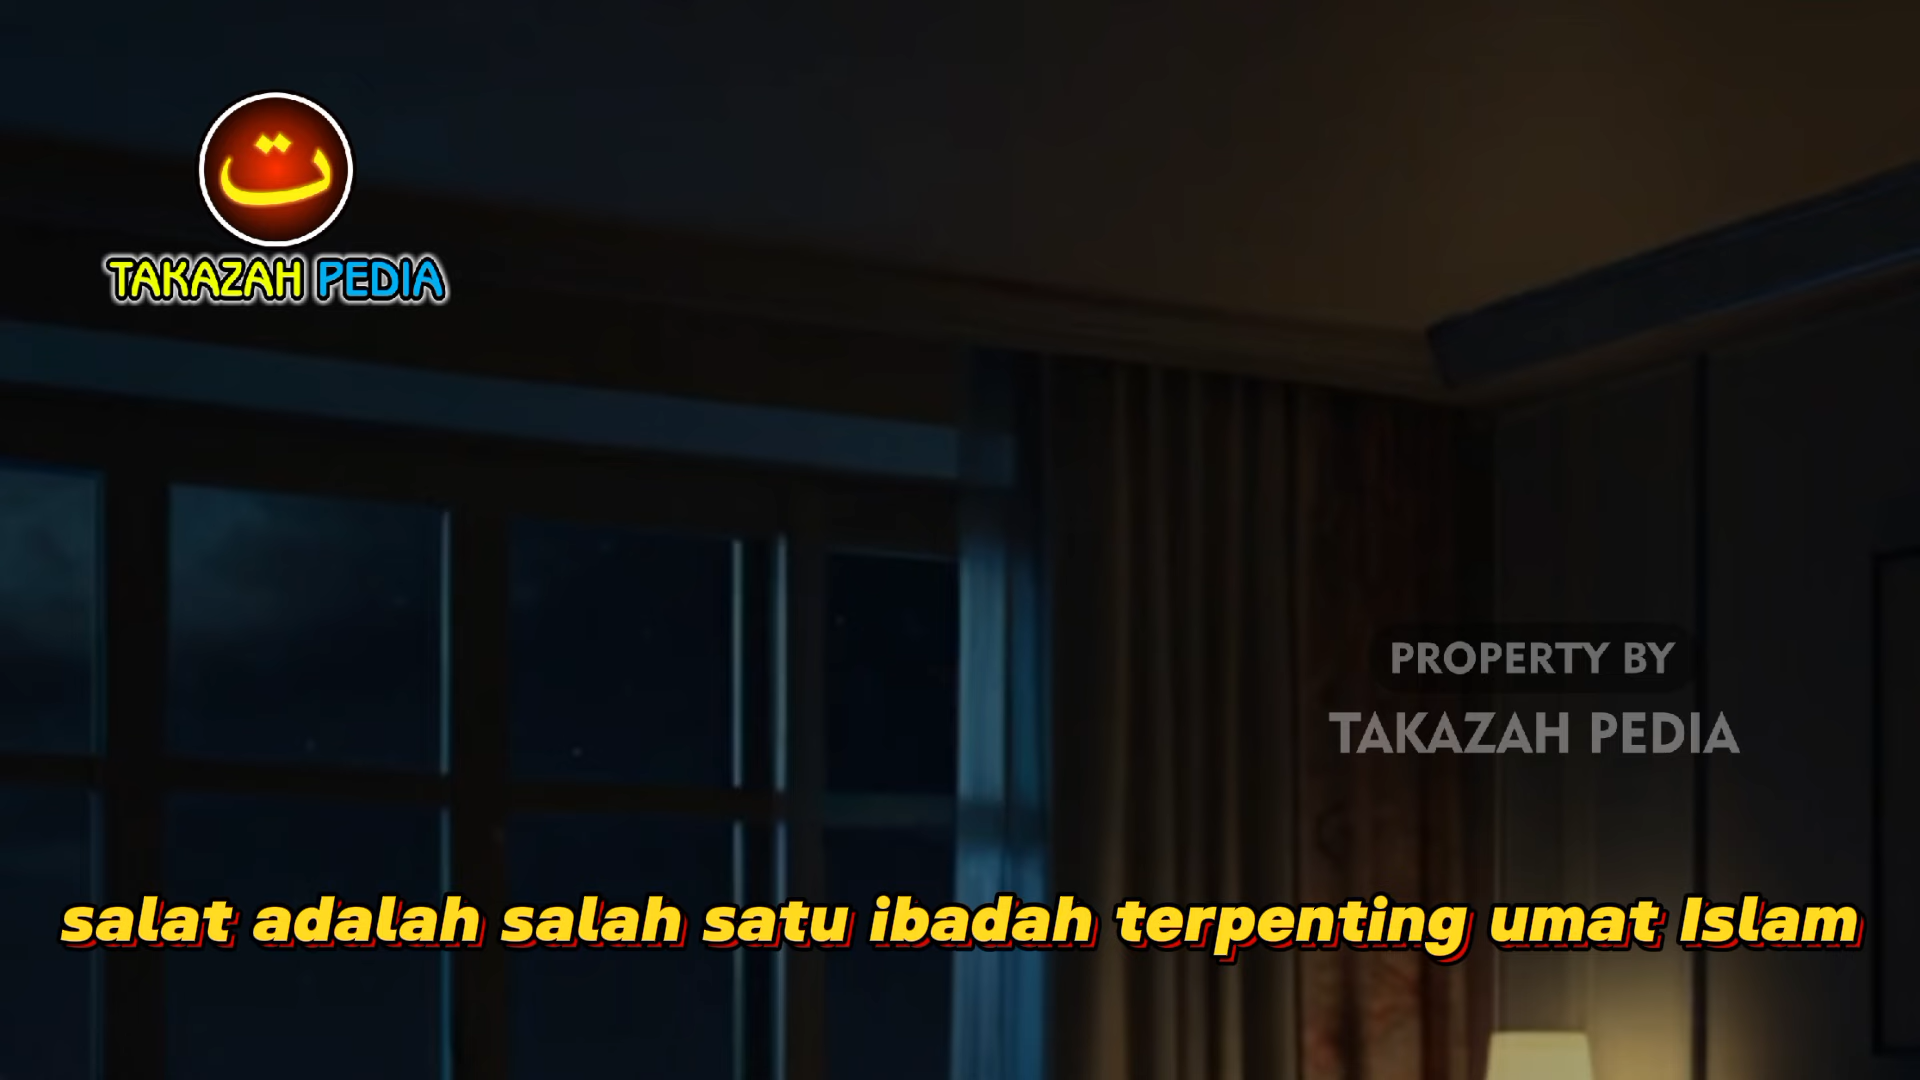 ت
TAKAZAH PEDIA
PROPERTY BY
TAKAZAH PEDIA
salat adalah salah satu ibadah terpenting umat Islam